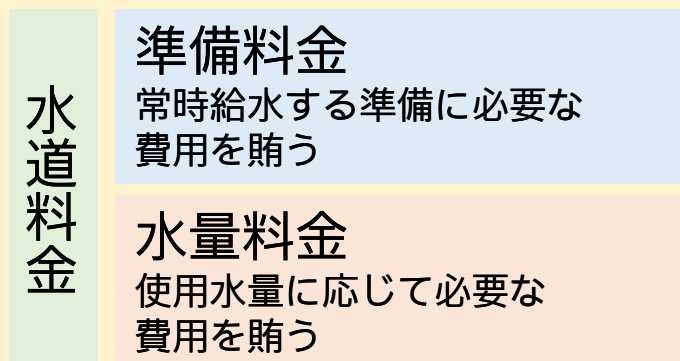 水道料金
準備料金
常時給水する準備に必要な
費用を賄う
水量料金
使用水量に応じて必要な
費用を賄う